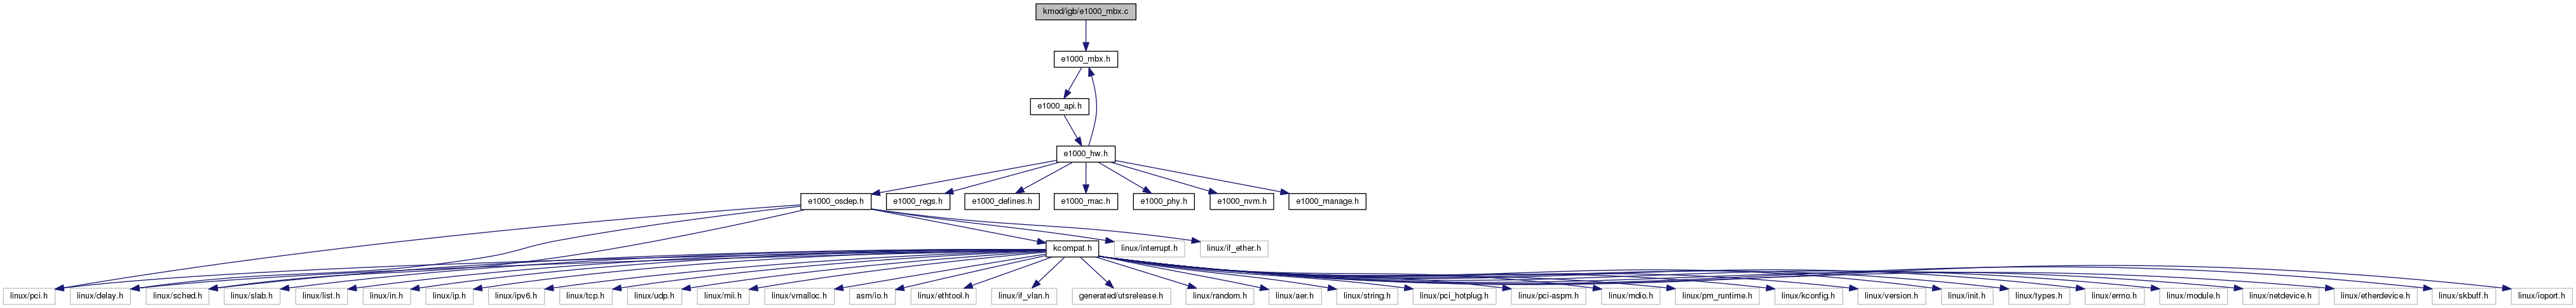 kmod/igb/e1000_mbx.c
e1000_mbx.h
e1000_api.h
e1000_hw.h
e1000_osdep.h
e1000_regs.h
e1000_defines.h
e1000_mac.h
e1000_phy.h
e1000_nvm.h
e1000_manage.h
kcompat.h
linux/interrupt.h
linux/if_ether.h
linux/pci.h
linux/delay.h
linux/sched.h
linux/slab.h
linux/list.h
linux/in.h
linux/ip.h
linux/ipv6.h
linux/tcp.h
linux/udp.h
linux/mii.h
linux/vmalloc.h
asm/io.h
linux/ethtool.h
linux/if_vlan.h
generated/utsrelease.h
linux/random.h
linux/aer.h
linux/string.h
linux/pci_hotplug.h
linux/pci-aspm.h
linux/mdio.h
linux/pm_runtime.h
linux/kconfig.h
linux/version.h
linux/init.h
linux/types.h
linux/errno.h
linux/module.h
linux/netdevice.h
linux/etherdevice.h
linux/skbuff.h
linux/ioport.h